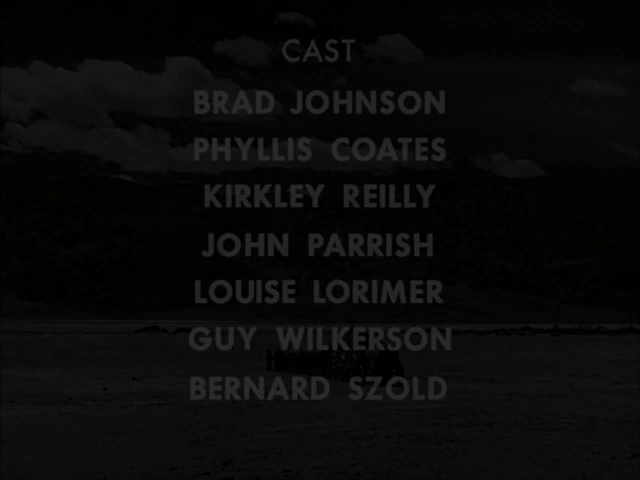 CAST
BRAD JOHNSON
PHYLLIS COATES
KIRKLEY REILLY
JOHN PARRISH
LOUISE LORIMER
GUY WILKERSON
BERNARD SZOLD